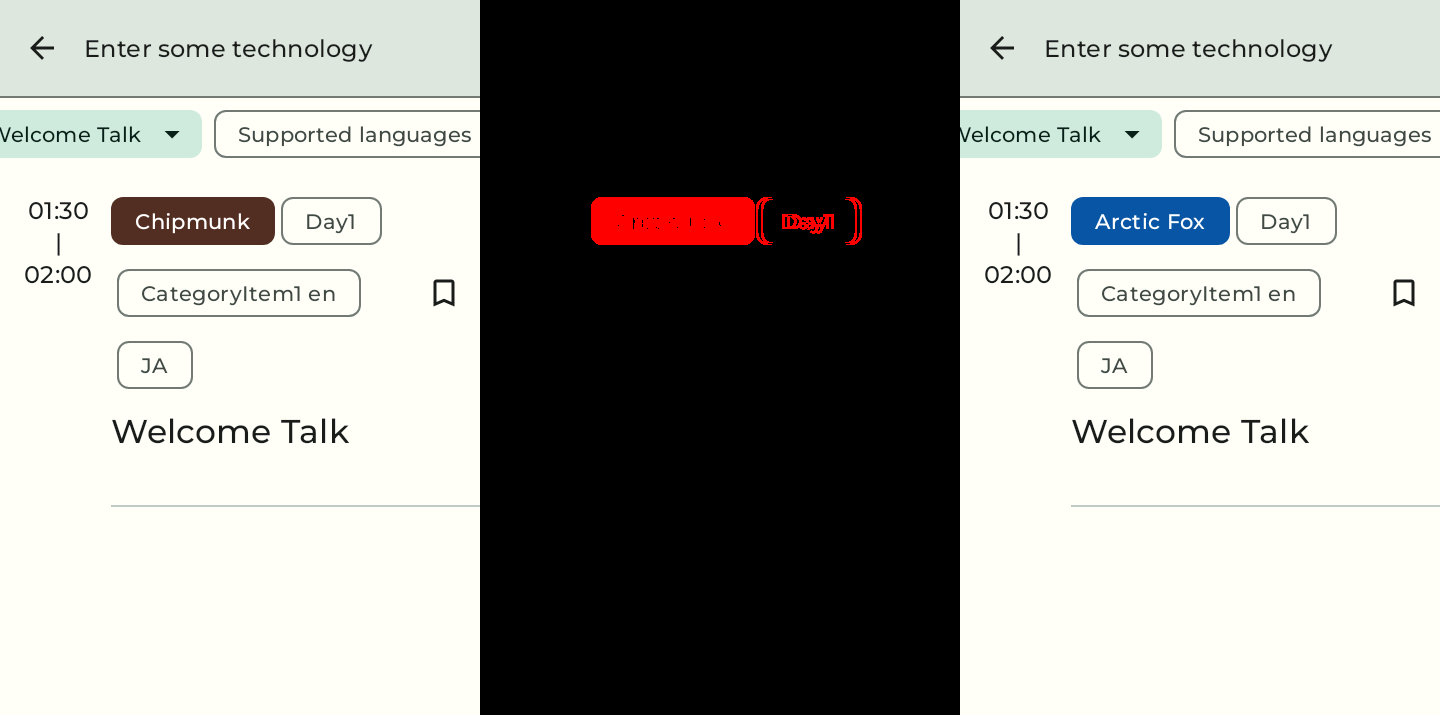 Enter some technology
Welcome Talk
Supported languages
01:30
|
02:00
Chipmunk
Day1
CategoryItem1 en
JA
Welcome Talk
Day1
Enter some technology
Welcome Talk
Supported languages
01:30
|
02:00
Arctic Fox
Day1
CategoryItem1 en
JA
Welcome Talk